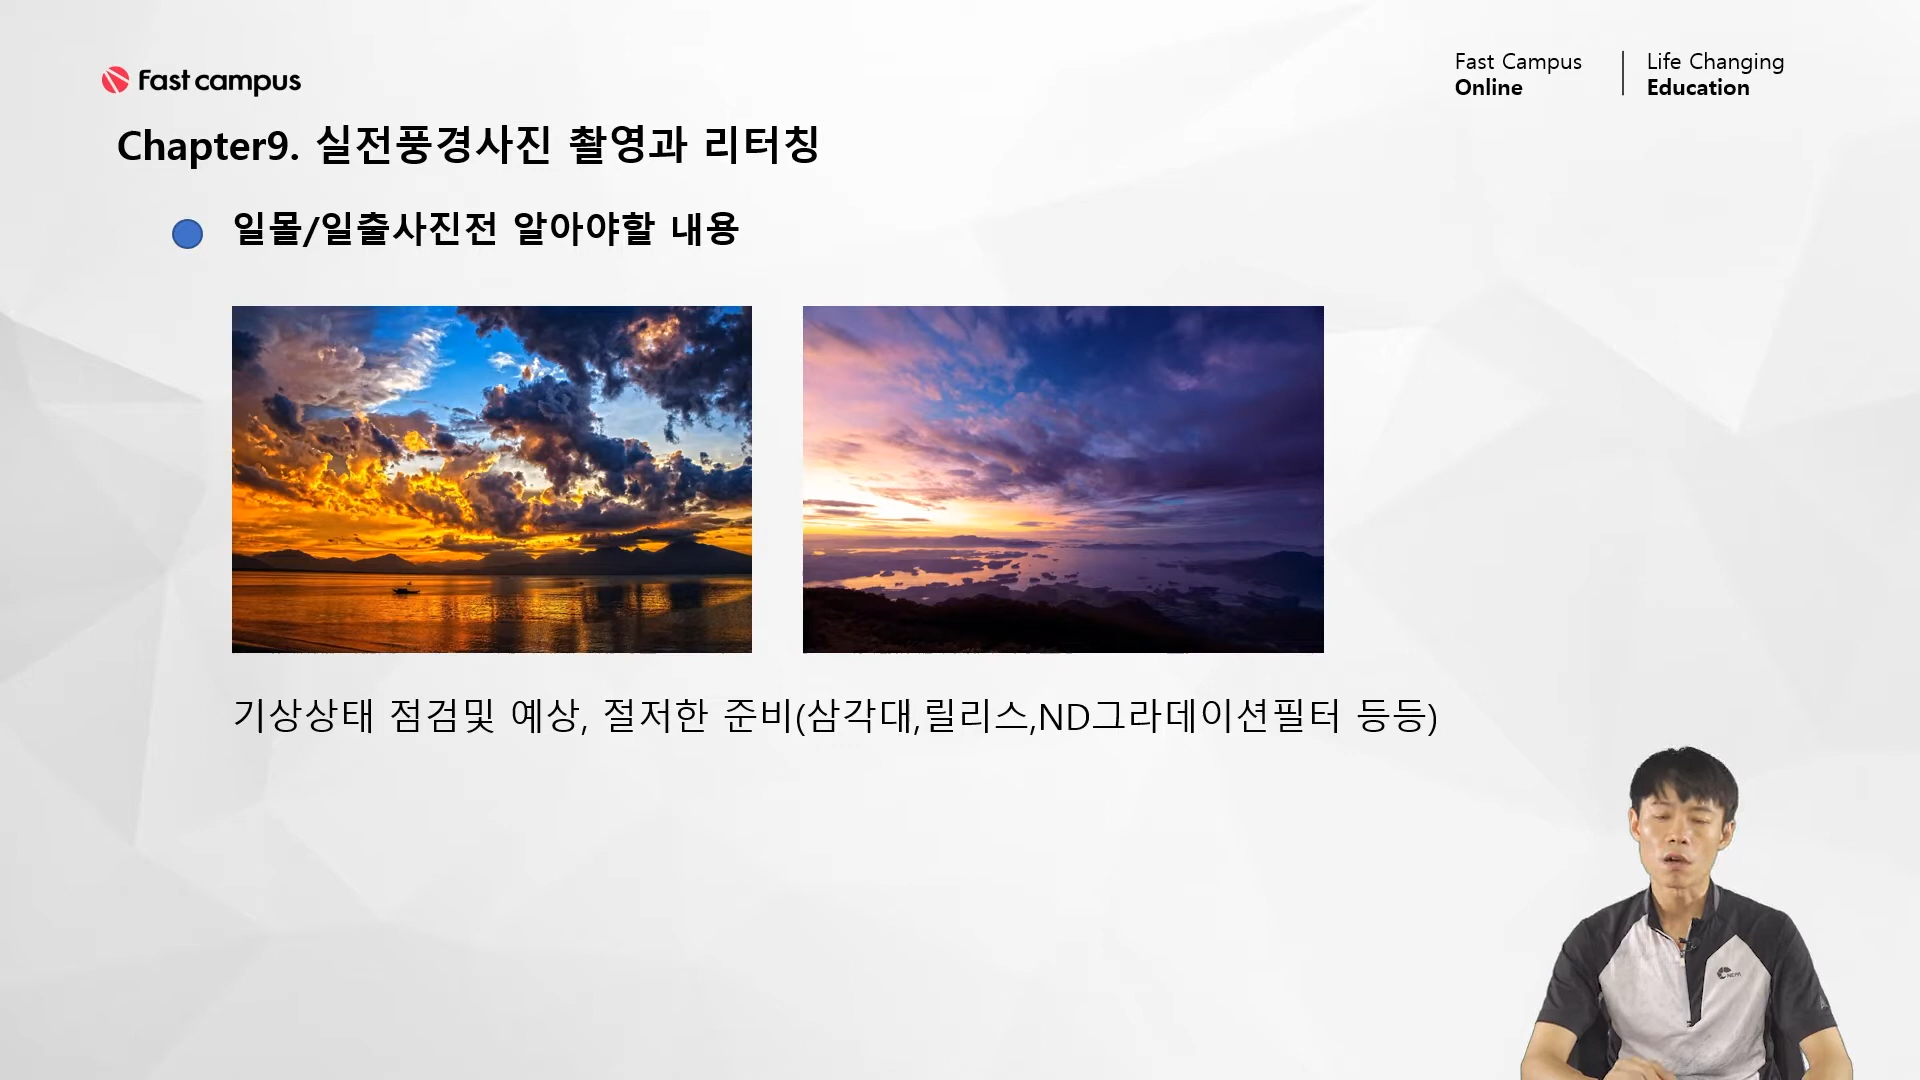 Fast campus
Fast Campus
Online
Life Changing
Education
Chapter9. 실전풍경사진 촬영과 리터칭
일몰/일출사진전 알아야할 내용
기상상태 점검및 예상, 절저한 준비(삼각대,릴리스,ND그라데이션필터 등등)